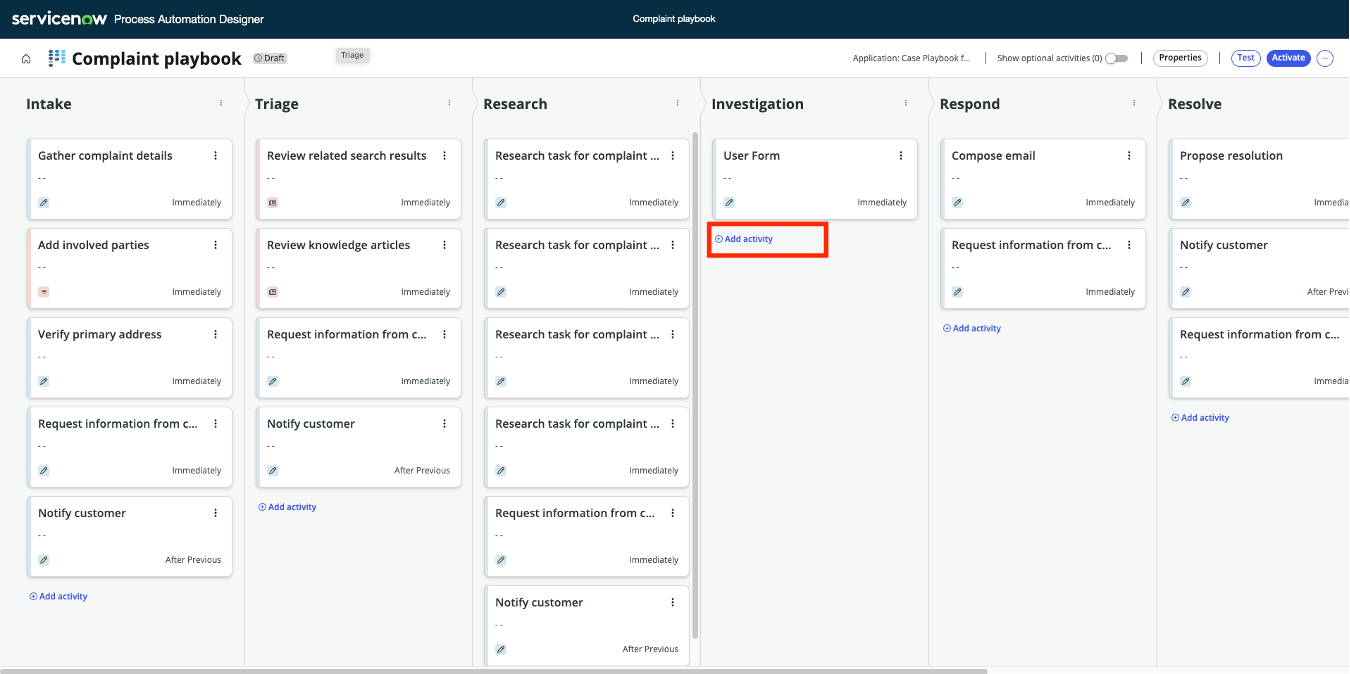 servicenow Process Automation Designer
Complaint playbook
Complaint playbook
Draft
Triage
Application: Case Playbook f...
Show optional activities (0)
Properties
Test
Activate
Intake
Gather complaint details
--
Immediately
Add involved parties
--
Immediately
Verify primary address
--
Immediately
Request information from c...
--
Immediately
Notify customer
--
After Previous
Add activity
Triage
Review related search results
--
Immediately
Review knowledge articles
--
Immediately
Request information from c...
--
Immediately
Notify customer
--
After Previous
Add activity
Research
Research task for complaint ...
--
Immediately
Research task for complaint ...
--
Immediately
Research task for complaint ...
--
Immediately
Research task for complaint ...
--
Immediately
Request information from c...
--
Immediately
Notify customer
--
After Previous
Investigation
User Form
--
Immediately
Add activity
Respond
Compose email
--
Immediately
Request information from c...
--
Immediately
Add activity
Resolve
Propose resolution
--
Immedia
Notify customer
--
After Previ
Request information from c...
--
Immedia
Add activity